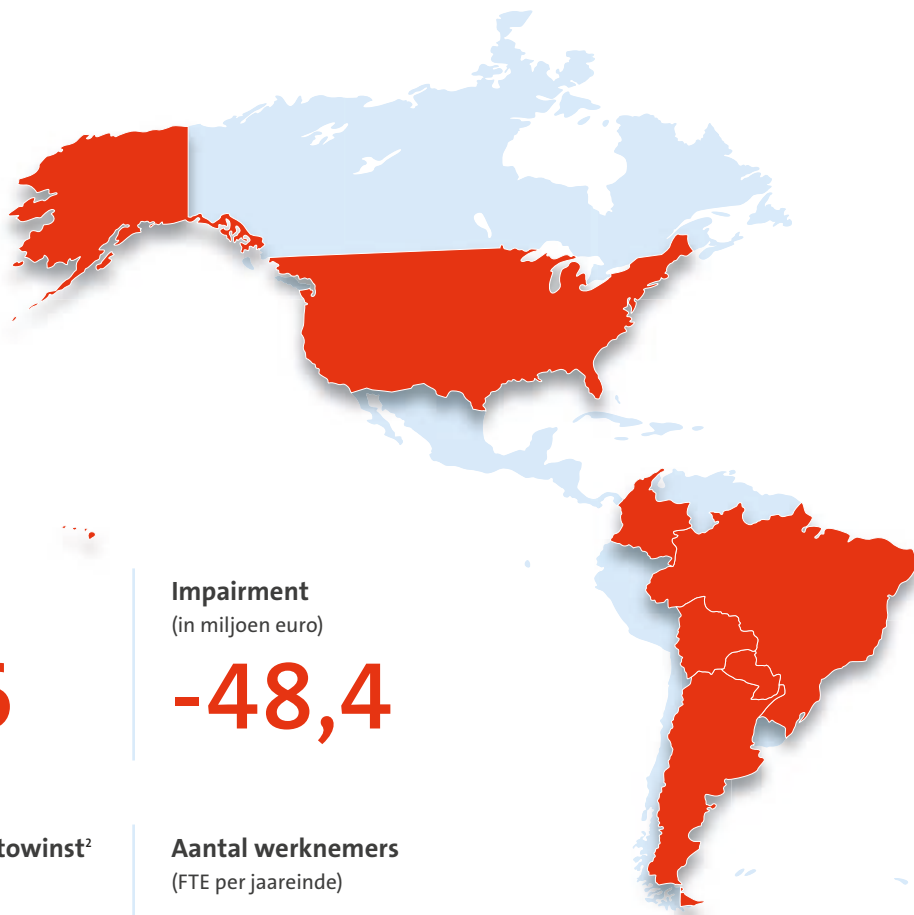 Impairment
(in miljoen euro)
-48,4
towinst²
Aantal werknemers
(FTE per jaareinde)